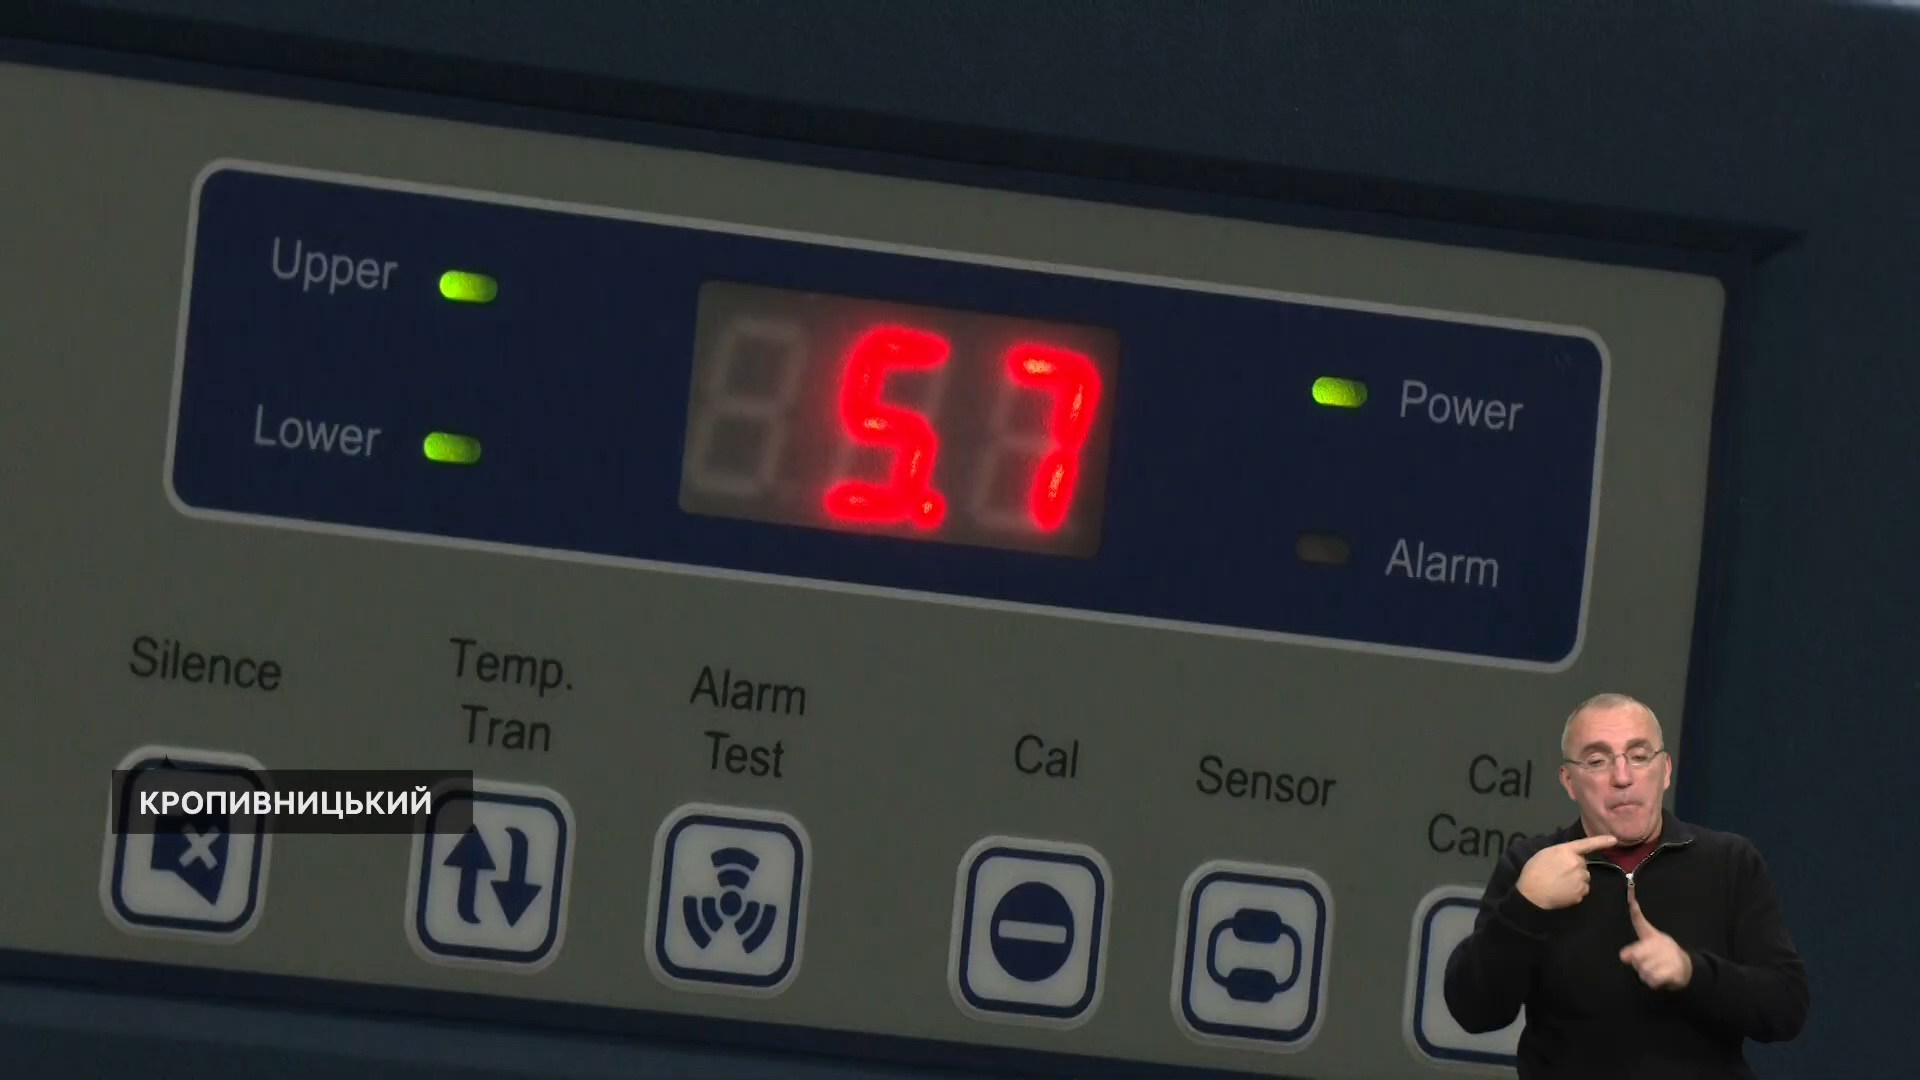 Upper
5.7
Power
Lower
Alarm
Silence
Temp.
Tran
Alarm
Test
Cal
Sensor
Cal
КРОПИВНИЦЬКИЙ